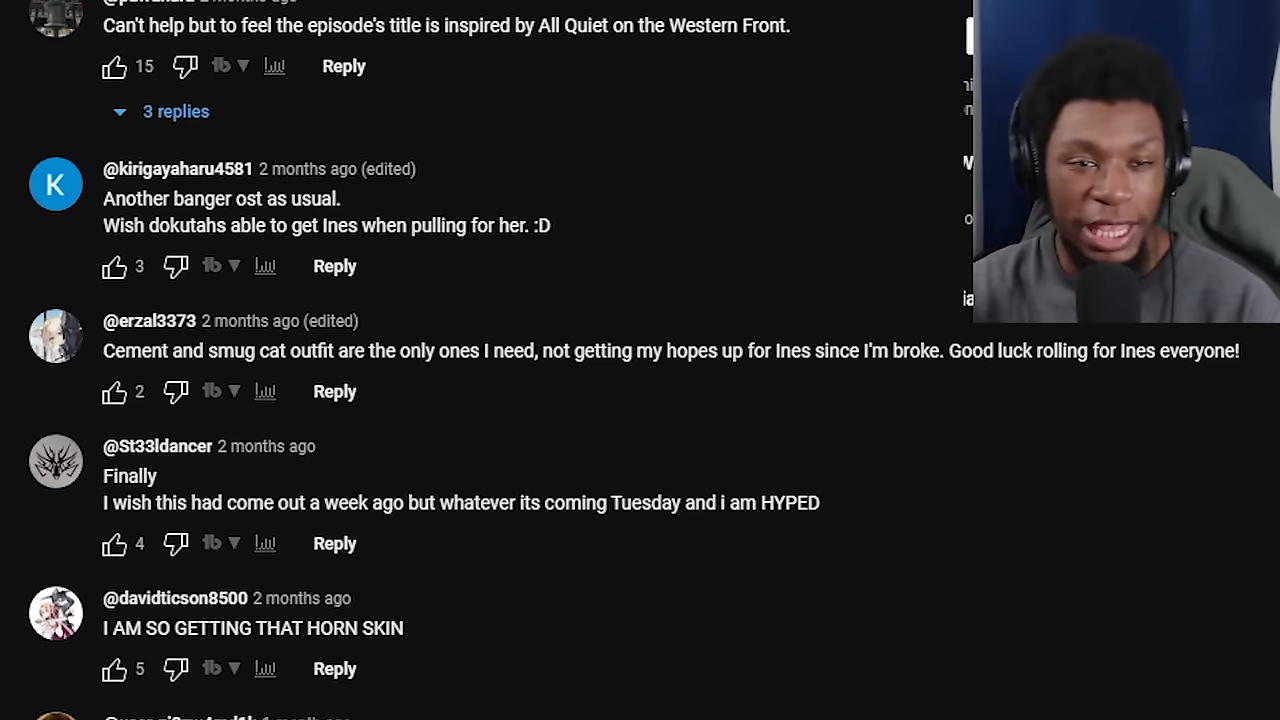 Can't help but to feel the episode's title is inspired by All Quiet on the Western Front.
15 Reply
3 replies
@kirigayaharu4581 2 months ago (edited)
Another banger ost as usual.
Wish dokutahs able to get Ines when pulling for her. :D
3 Reply
@erzal3373 2 months ago (edited)
Cement and smug cat outfit are the only ones I need, not getting my hopes up for Ines since I'm broke. Good luck rolling for Ines everyone!
2 Reply
@St33ldancer 2 months ago
Finally
I wish this had come out a week ago but whatever its coming Tuesday and i am HYPED
4 Reply
@davidticson8500 2 months ago
I AM SO GETTING THAT HORN SKIN
5 Reply